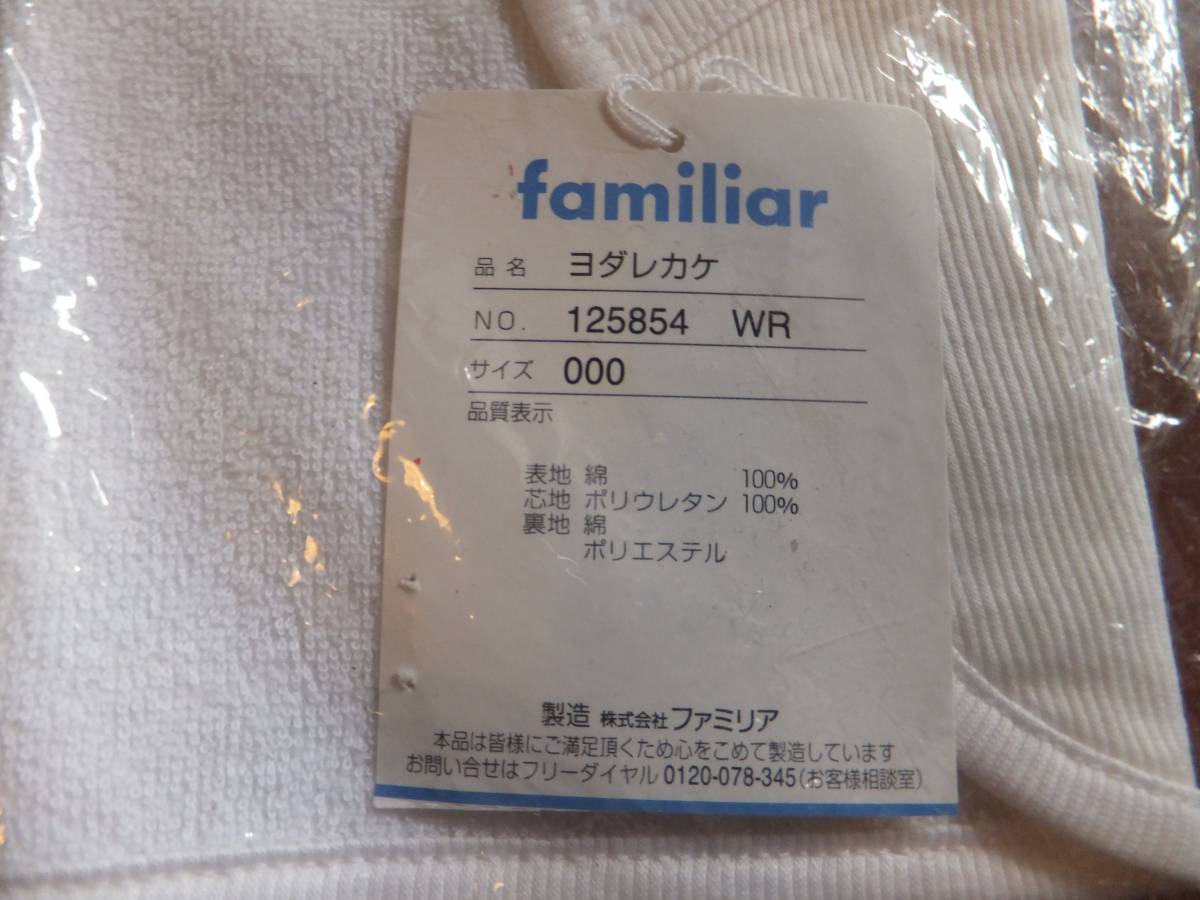 familiar
品名 ヨダレカケ
NO. 125854 WR
サイズ 000
品質表示
表地 綿 100%
芯地 ポリウレタン 100%
裏地 綿
ポリエステル
製造 株式会社ファミリア
本品は皆様にご満足頂くため心をこめて製造しています
お問い合せはフリーダイヤル0120-078-345(お客様相談室)